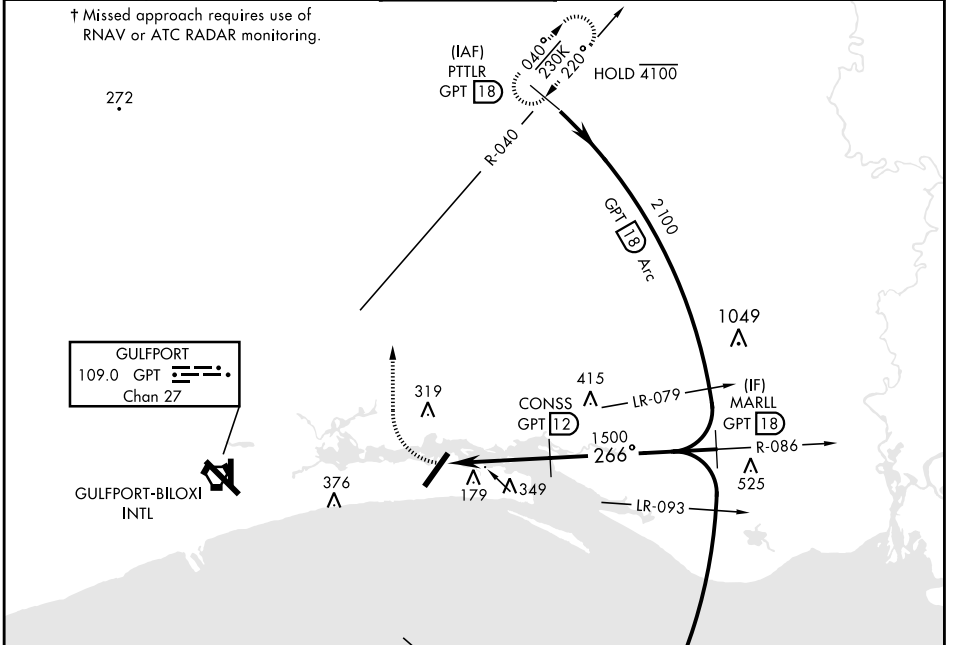 † Missed approach requires use of
RNAV or ATC RADAR monitoring.
272
(IAF)
PTTLR
GPT 18
040°
230K
220°
HOLD 4100
R-040
2100
GPT 18 Arc
1049
GULFPORT
109.0 GPT
Chan 27
319
415
LR-079
(IF)
MARLL
GPT 18
CONSS
GPT 12
1500
266°
R-086
525
179
349
376
LR-093
GULFPORT-BILOXI
INTL